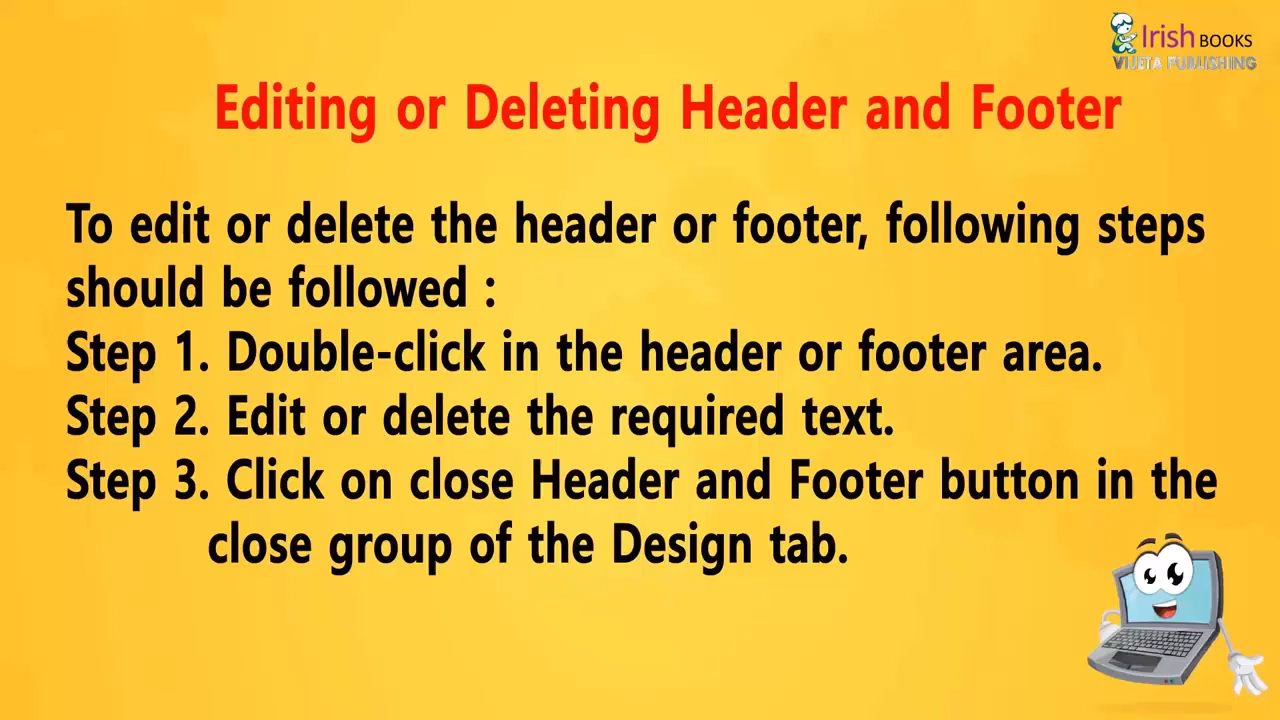 Irish BOOKS
VIJETA PUBLISHING
Editing or Deleting Header and Footer
To edit or delete the header or footer, following steps
should be followed :
Step 1. Double-click in the header or footer area.
Step 2. Edit or delete the required text.
Step 3. Click on close Header and Footer button in the
close group of the Design tab.